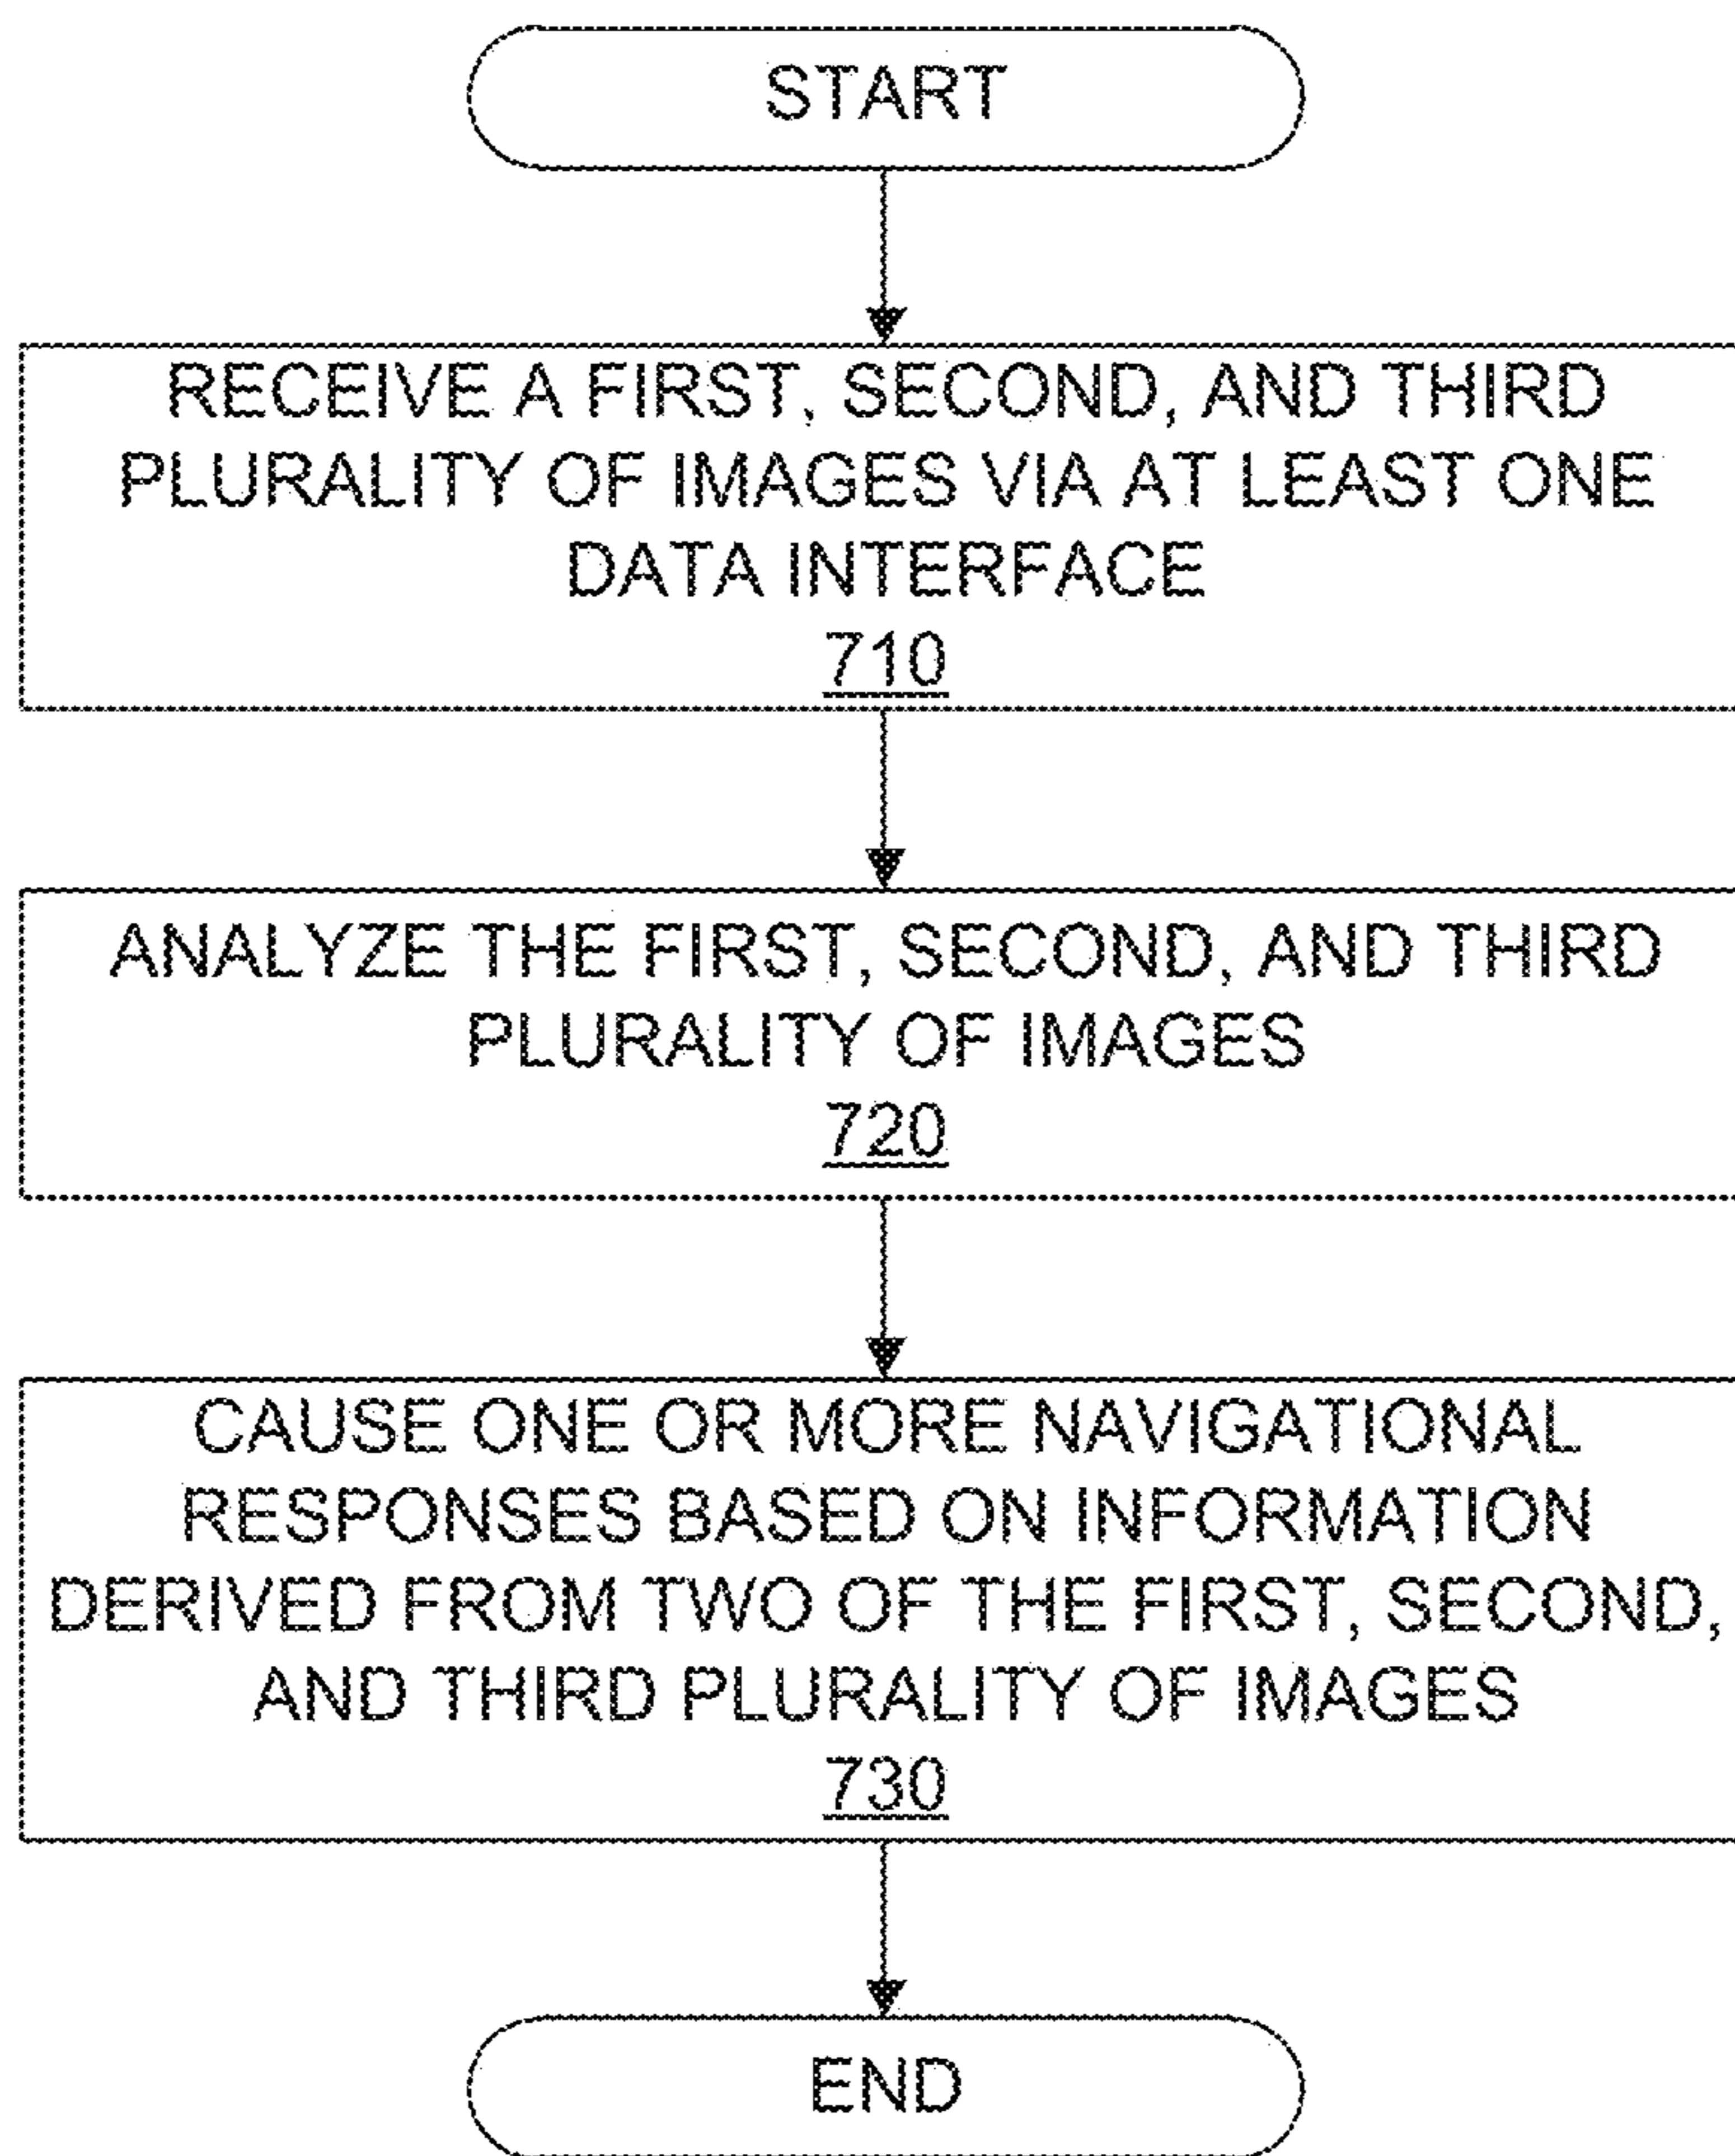 START
RECEIVE A FIRST, SECOND, AND THIRD
PLURALITY OF IMAGES VIA AT LEAST ONE
DATA INTERFACE
710
ANALYZE THE FIRST, SECOND, AND THIRD
PLURALITY OF IMAGES
720
CAUSE ONE OR MORE NAVIGATIONAL
RESPONSES BASED ON INFORMATION
DERIVED FROM TWO OF THE FIRST, SECOND,
AND THIRD PLURALITY OF IMAGES
730
END